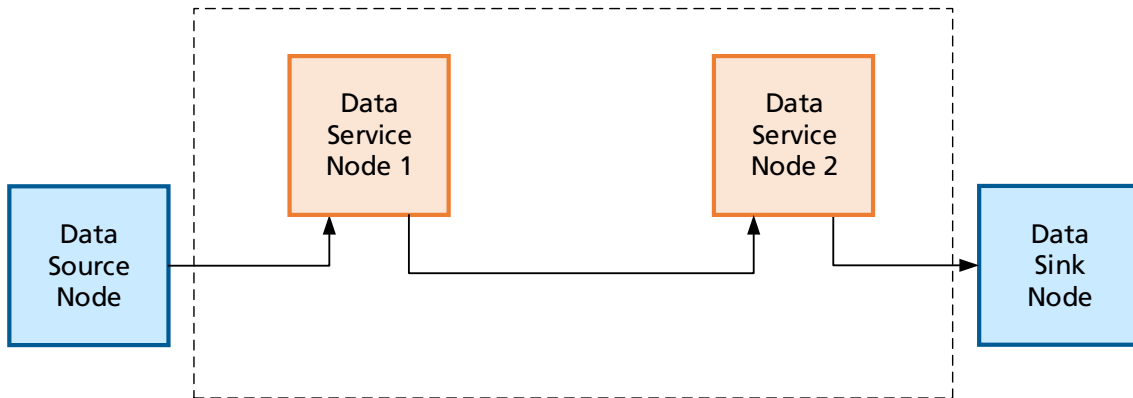 Data
Service
Node 1
Data
Service
Node 2
Data
Source
Node
Data
Sink
Node